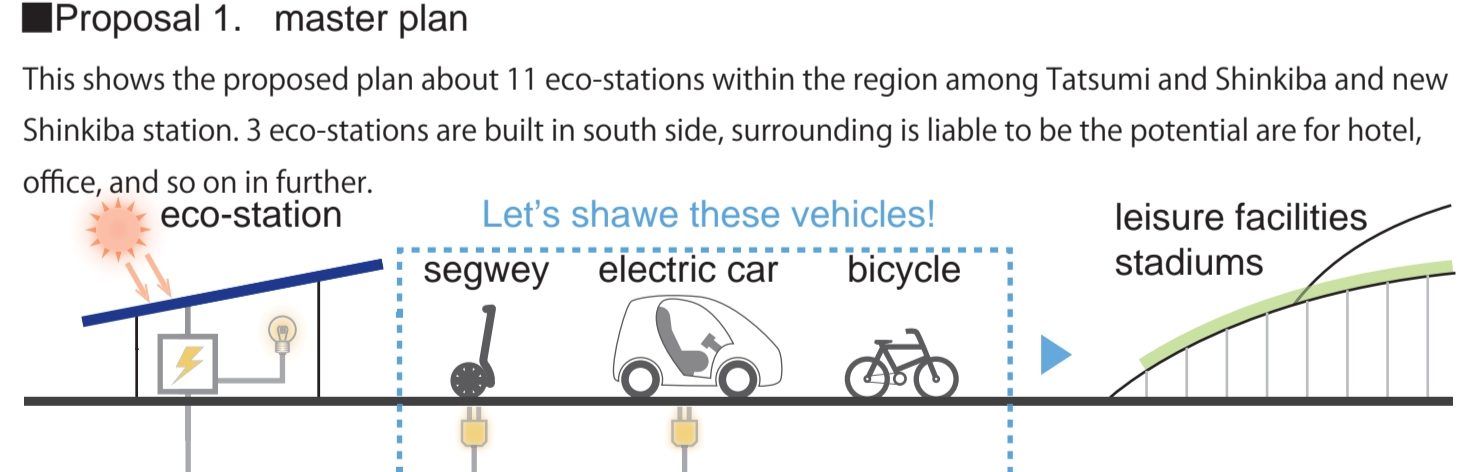 ■Proposal 1. master plan
This shows the proposed plan about 11 eco-stations within the region among Tatsumi and Shinkiba and new
Shinkiba station. 3 eco-stations are built in south side, surrounding is liable to be the potential are for hotel,
office, and so on in further.
eco-station
Let's shawe these vehicles!
segwey
electric car
bicycle
leisure facilities
stadiums